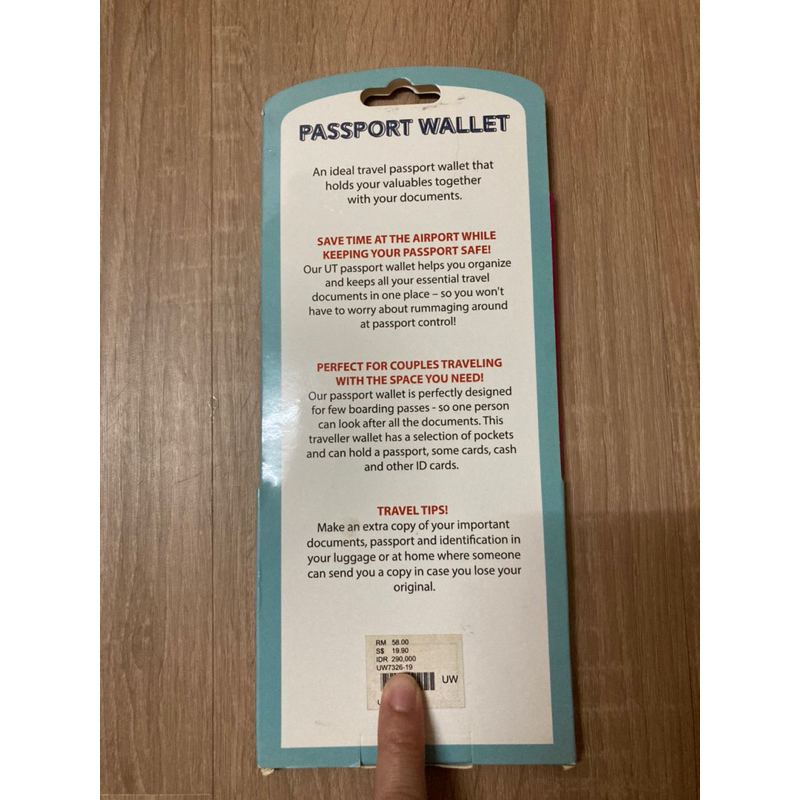 PASSPORT WALLET
An ideal travel passport wallet that
holds your valuables together
with your documents.
SAVE TIME AT THE AIRPORT WHILE
KEEPING YOUR PASSPORT SAFE!
Our UT passport wallet helps you organize
and keeps all your essential travel
documents in one place – so you won't
have to worry about rummaging around
at passport control!
PERFECT FOR COUPLES TRAVELING
WITH THE SPACE YOU NEED!
Our passport wallet is perfectly designed
for few boarding passes - so one person
can look after all the documents. This
traveller wallet has a selection of pockets
and can hold a passport, some cards, cash
and other ID cards.
TRAVEL TIPS!
Make an extra copy of your important
documents, passport and identification in
your luggage or at home where someone
can send you a copy in case you lose your
original.
RM 58.00
S$ 19.90
IDR 290,000
UW7326-19
UW